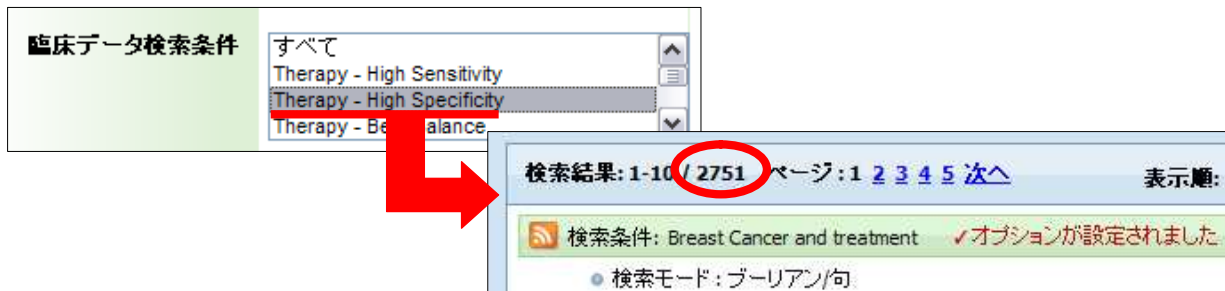 臨床データ検索条件
すべて
Therapy - High Sensitivity
Therapy - High Specificity
Therapy - Be alance
検索結果: 1-10 / 2751 ページ : 1 2 3 4 5 次へ 表示順:
検索条件: Breast Cancer and treatment ✓オプションが設定されました
検索モード : ブーリアン/句